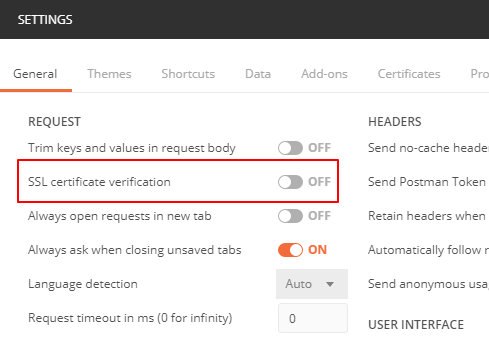 SETTINGS
General Themes Shortcuts Data Add-ons Certificates
REQUEST
Trim keys and values in request body OFF
SSL certificate verification OFF
Always open requests in new tab OFF
Always ask when closing unsaved tabs ON
Language detection Auto
Request timeout in ms (0 for infinity) 0
HEADERS
Send no-cache heade
Send Postman Token
Retain headers when
Automatically follow r
Send anonymous usag
USER INTERFACE